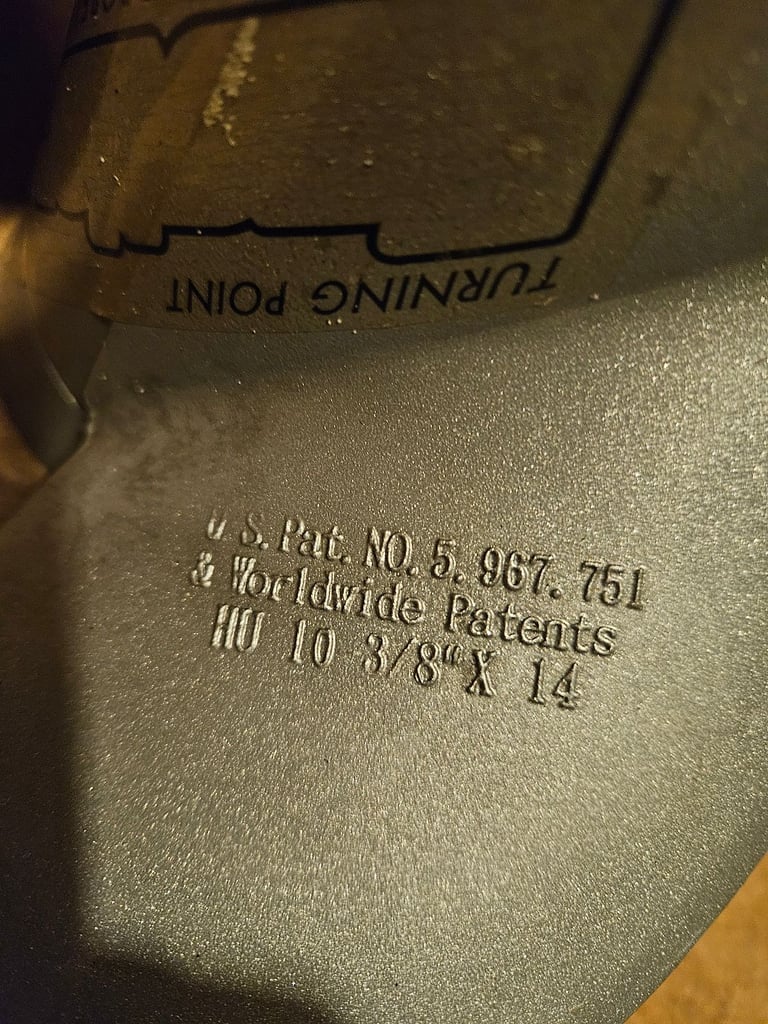 TURNING POINT
U S. Pat. NO. 5. 967. 751
& Worldwide Patents
HU 10 3/8" X 14